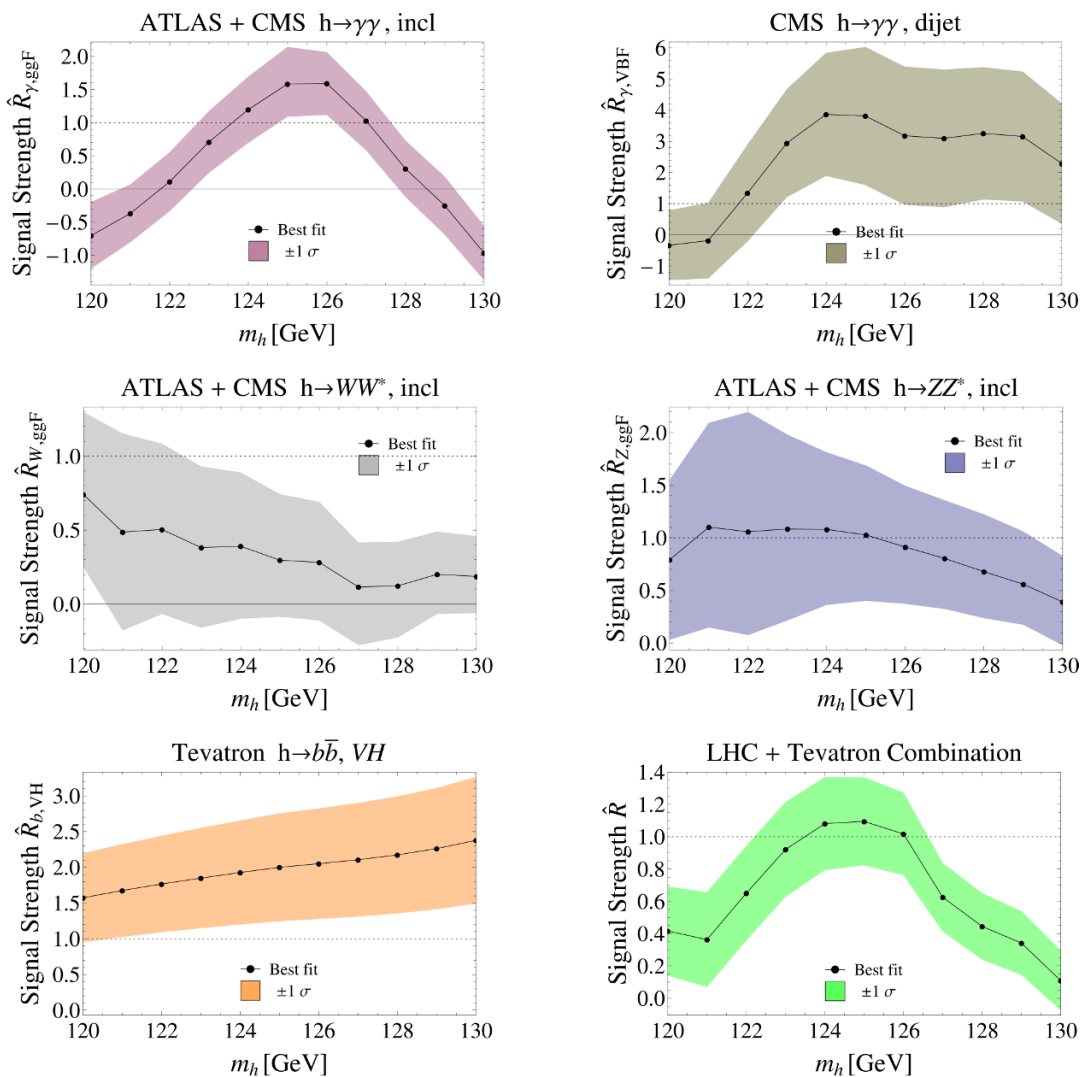 ATLAS + CMS h→γγ, incl
Signal Strength R̂γ,ggF
2.0
1.5
1.0
0.5
0.0
−0.5
−1.0
Best fit
±1 σ
120 122 124 126 128 130
m_h [GeV]
CMS h→γγ, dijet
Signal Strength R̂γ,VBF
6
5
4
3
2
1
0
−1
Best fit
±1 σ
120 122 124 126 128 130
m_h [GeV]
ATLAS + CMS h→WW*, incl
Signal Strength R̂W,ggF
1.0
0.5
0.0
Best fit
±1 σ
120 122 124 126 128 130
m_h [GeV]
ATLAS + CMS h→ZZ*, incl
Signal Strength R̂Z,ggF
2.0
1.5
1.0
0.5
0.0
Best fit
±1 σ
120 122 124 126 128 130
m_h [GeV]
Tevatron h→bb̅, VH
Signal Strength R̂b,VH
3.0
2.5
2.0
1.5
1.0
0.5
0.0
Best fit
±1 σ
120 122 124 126 128 130
m_h [GeV]
LHC + Tevatron Combination
Signal Strength R̂
1.4
1.2
1.0
0.8
0.6
0.4
0.2
0.0
Best fit
±1 σ
120 122 124 126 128 130
m_h [GeV]